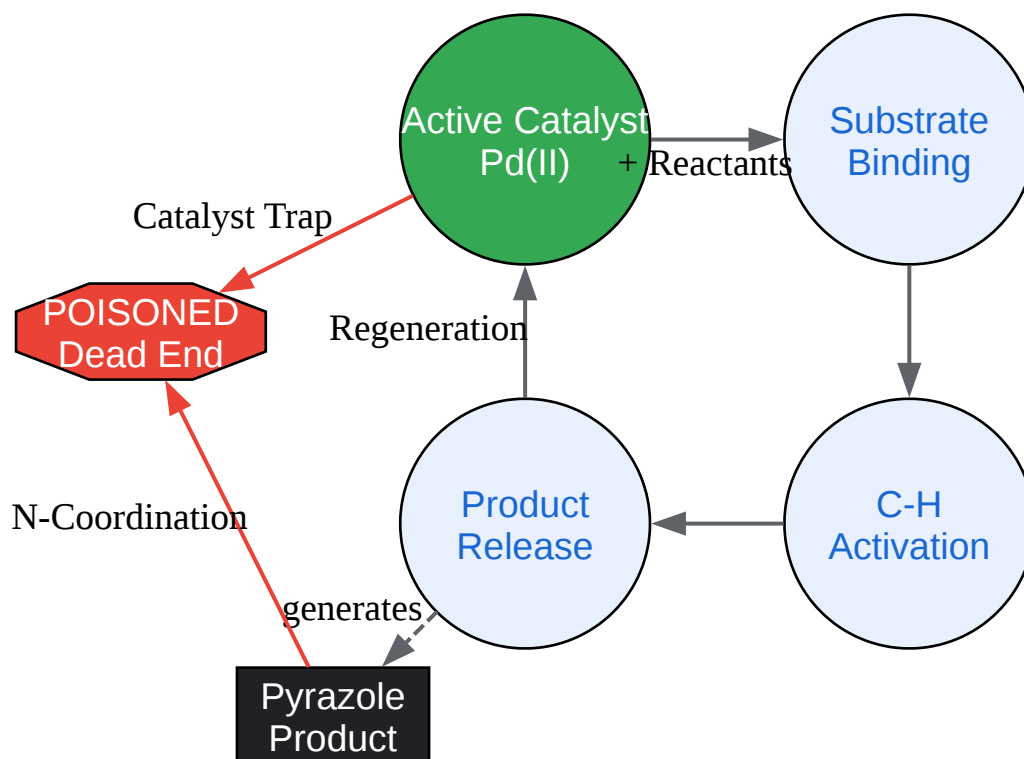 Active Catalyst
Pd(II)
+ Reactants
Substrate
Binding
Catalyst Trap
POISONED
Dead End
Regeneration
N-Coordination
Product
Release
C-H
Activation
generates
Pyrazole
Product